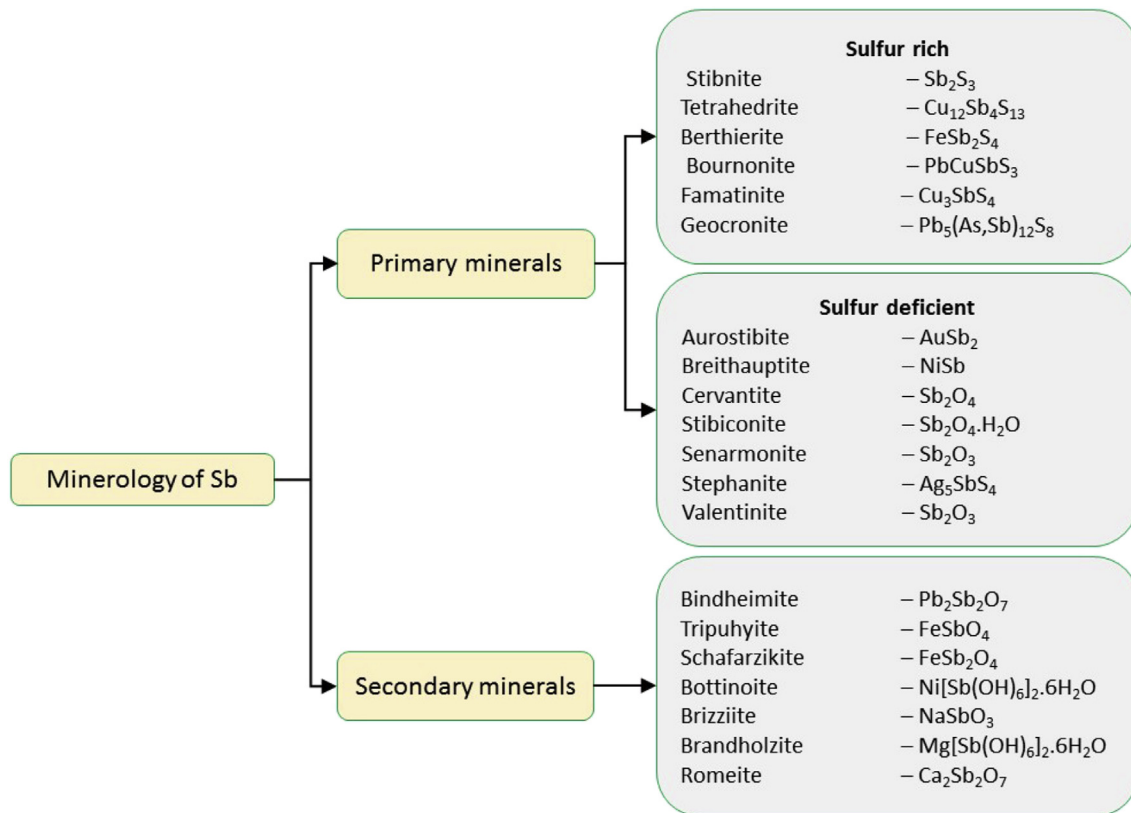 Minerology of Sb
Primary minerals
Sulfur rich
Stibnite – Sb₂S₃
Tetrahedrite – Cu₁₂Sb₄S₁₃
Berthierite – FeSb₂S₄
Bournonite – PbCuSbS₃
Famatinite – Cu₃SbS₄
Geocronite – Pb₅(As,Sb)₁₂S₈
Sulfur deficient
Aurostibite – AuSb₂
Breithauptite – NiSb
Cervantite – Sb₂O₄
Stibiconite – Sb₂O₄.H₂O
Senarmonite – Sb₂O₃
Stephanite – Ag₅SbS₄
Valentinite – Sb₂O₃
Secondary minerals
Bindheimite – Pb₂Sb₂O₇
Tripuhyite – FeSbO₄
Schafarzikite – FeSb₂O₄
Bottinoite – Ni[Sb(OH)₆]₂.6H₂O
Brizziite – NaSbO₃
Brandholzite – Mg[Sb(OH)₆]₂.6H₂O
Romeite – Ca₂Sb₂O₇